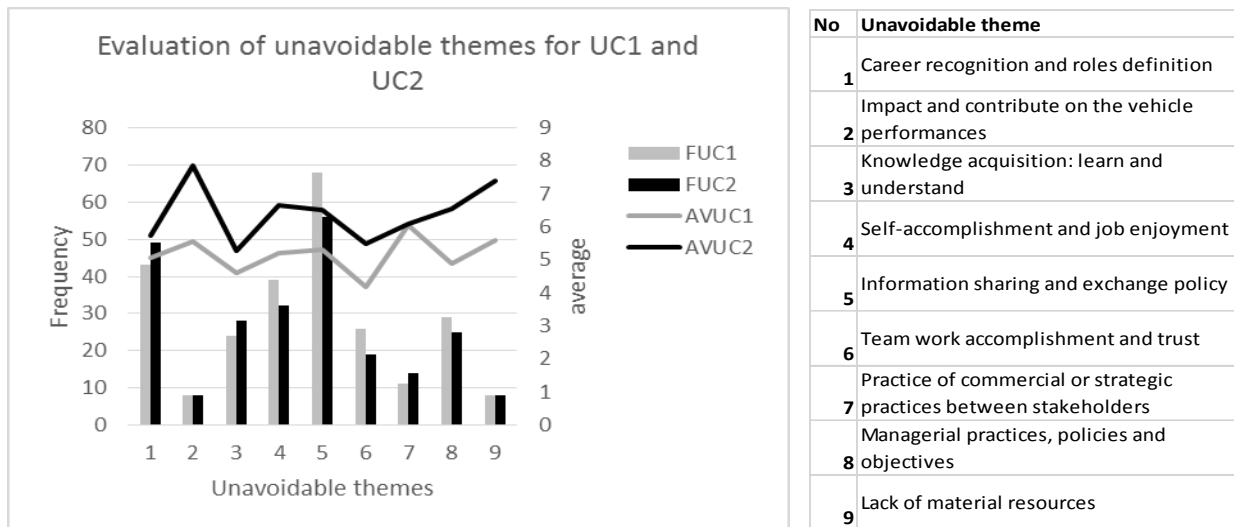 Evaluation of unavoidable themes for UC1 and
UC2
80
70
60
50
40
30
20
10
0
Frequency
9
8
7
6
5
4
3
2
1
0
average
1 2 3 4 5 6 7 8 9
Unavoidable themes
FUC1
FUC2
AVUC1
AVUC2
No Unavoidable theme
1 Career recognition and roles definition
Impact and contribute on the vehicle
2 performances
Knowledge acquisition: learn and
3 understand
4 Self-accomplishment and job enjoyment
5 Information sharing and exchange policy
6 Team work accomplishment and trust
Practice of commercial or strategic
7 practices between stakeholders
Managerial practices, policies and
8 objectives
9 Lack of material resources